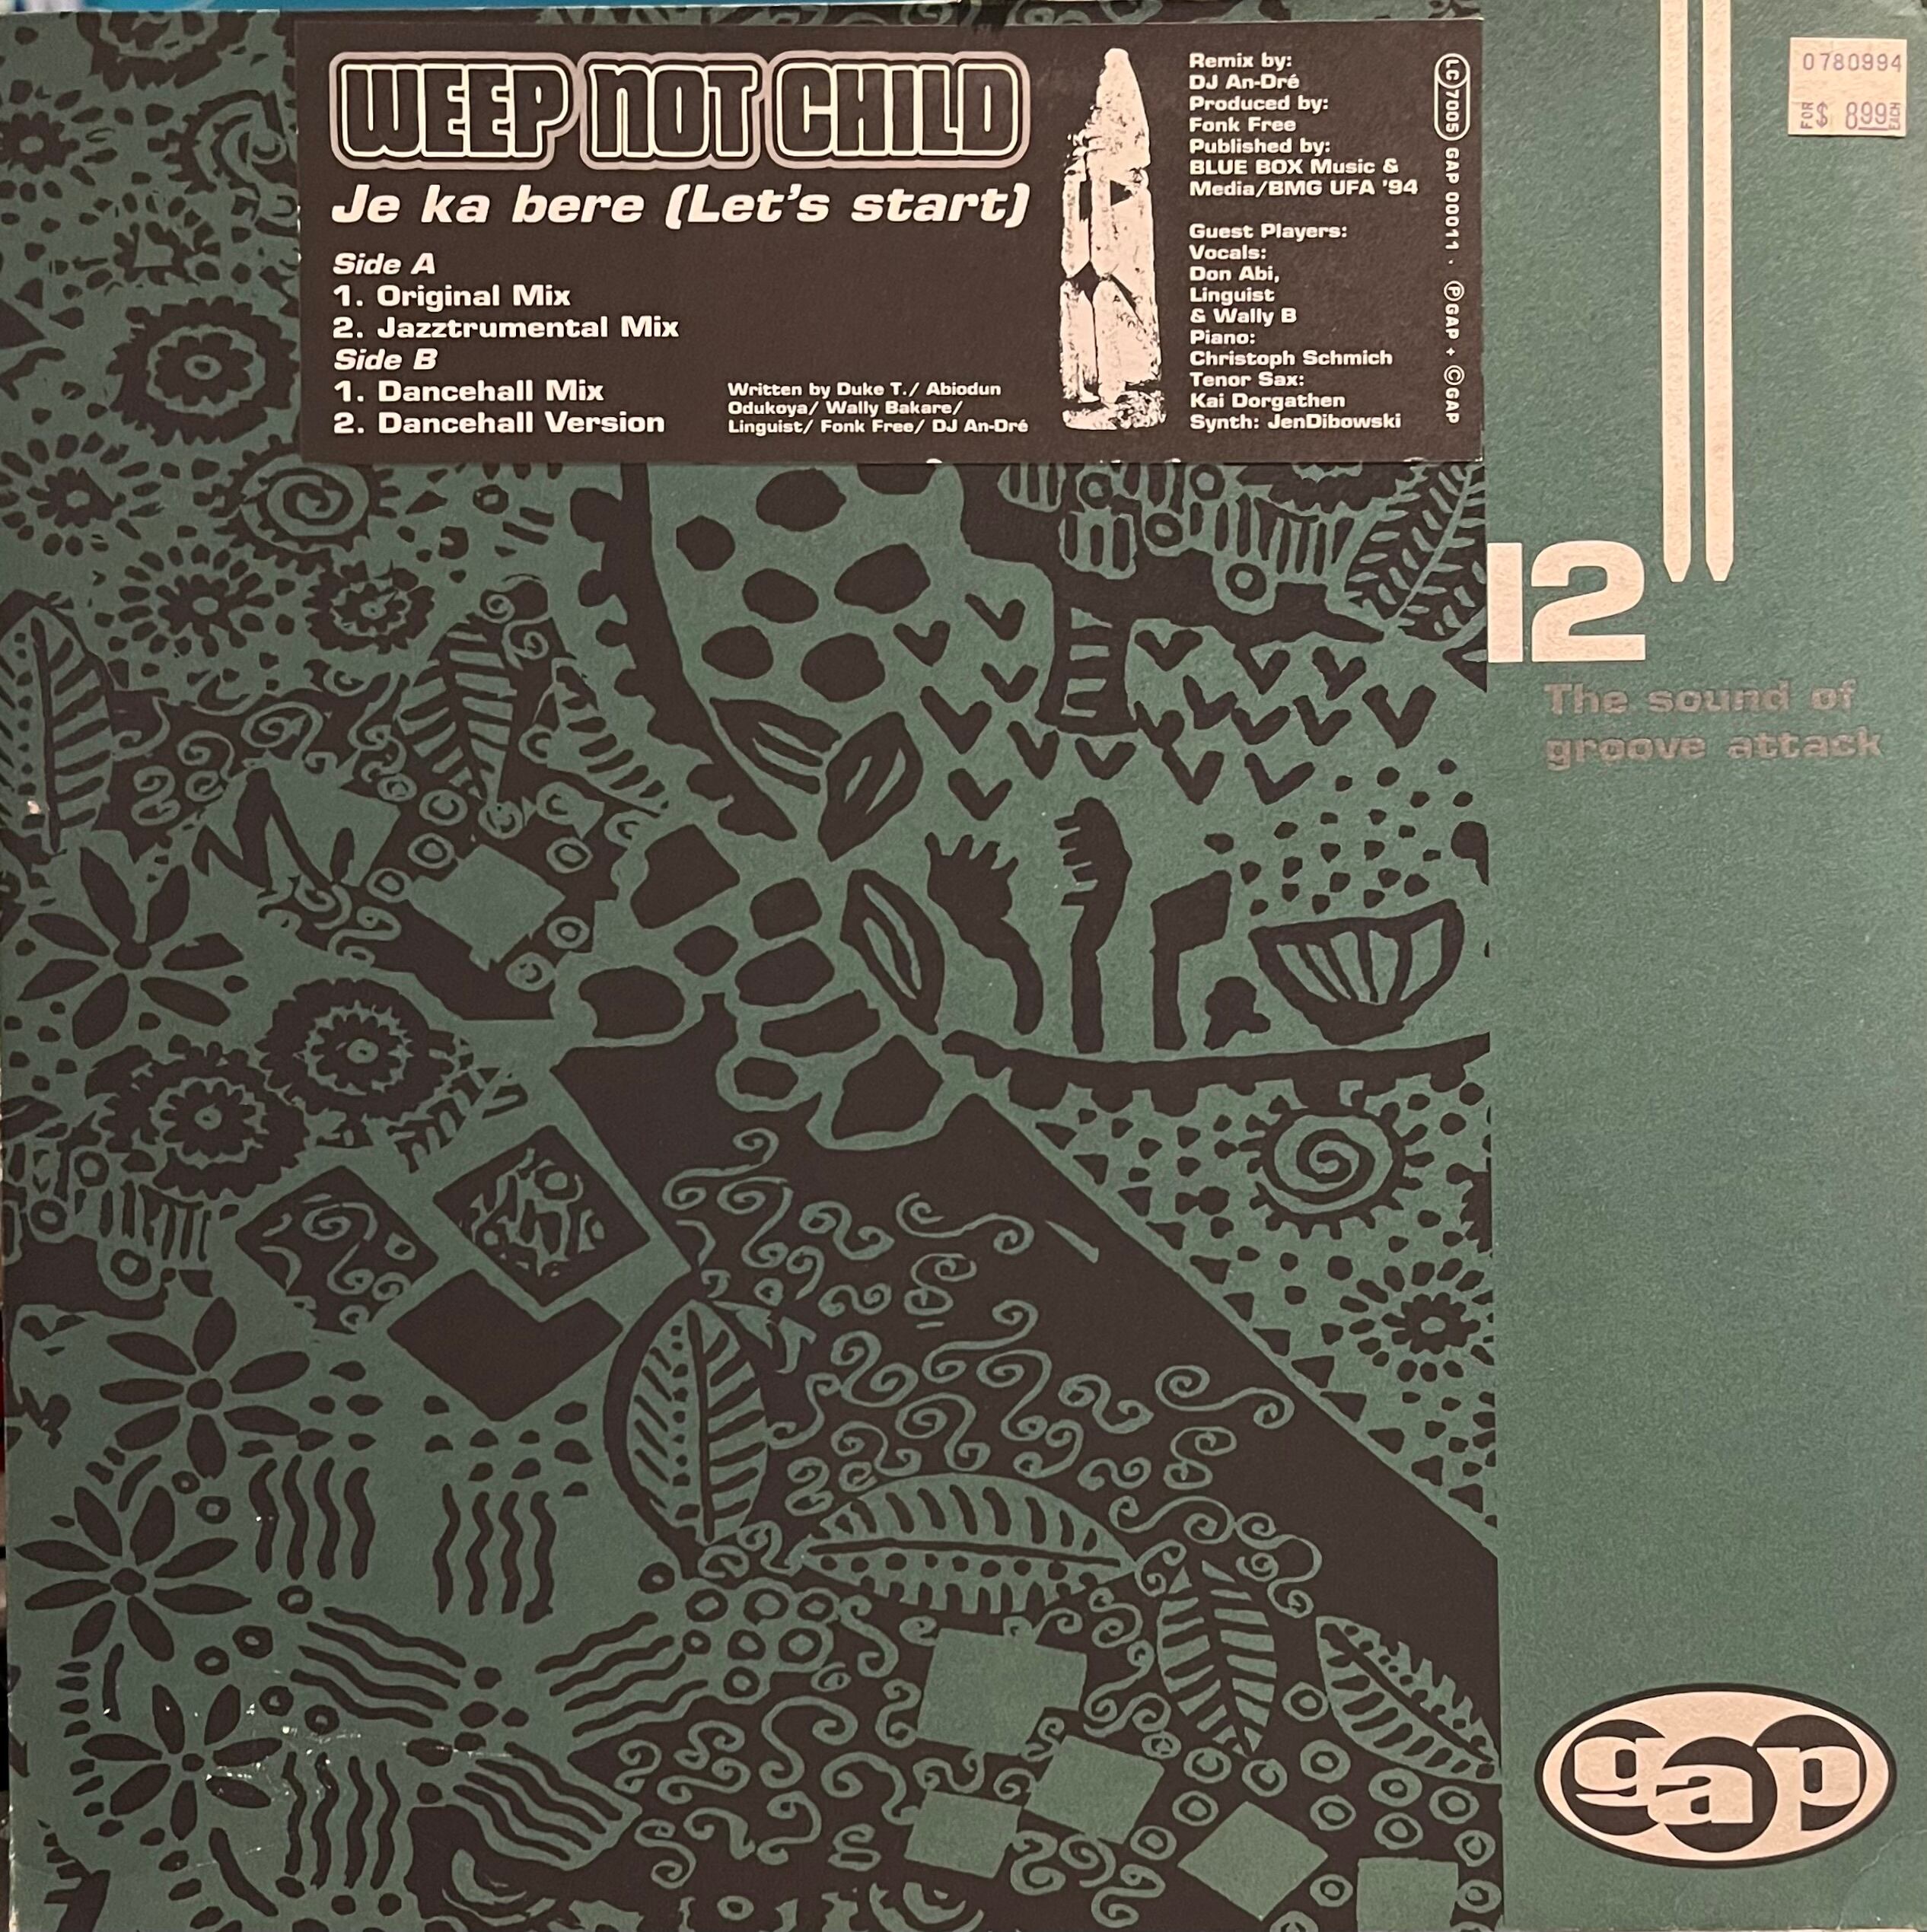 WEEP NOT CHILD
Je ka bere (Let's start)
Side A
1. Original Mix
2. Jazztrumental Mix
Side B
1. Dancehall Mix
2. Dancehall Version
Written by Duke T./ Abiodun
Odukoya/ Wally Bakare/
Linguist/ Fonk Free/ DJ An-Dré
Remix by:
DJ An-Dré
Produced by:
Fonk Free
Published by:
BLUE BOX Music &
Media/BMG UFA '94
Guest Players:
Vocals:
Don Abi,
Linguist
& Wally B
Piano:
Christoph Schmich
Tenor Sax:
Kai Dorgathen
Synth: JenDibowski
LC 7005 GAP 00011 · ℗ GAP + © GAP
0780994
FOR $ 899 EACH
12
The sound of
groove attack
gap